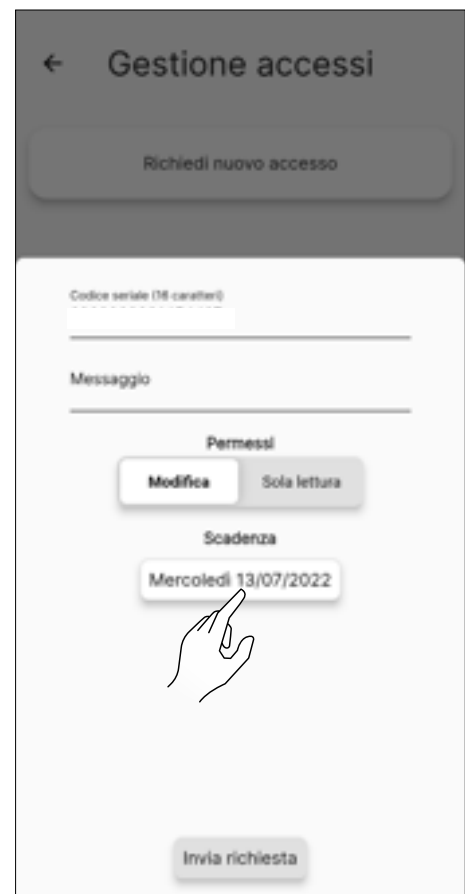 ← Gestione accessi
Richiedi nuovo accesso
Codice seriale (16 caratteri)
Messaggio
Permessi
Modifica Sola lettura
Scadenza
Mercoledì 13/07/2022
Invia richiesta